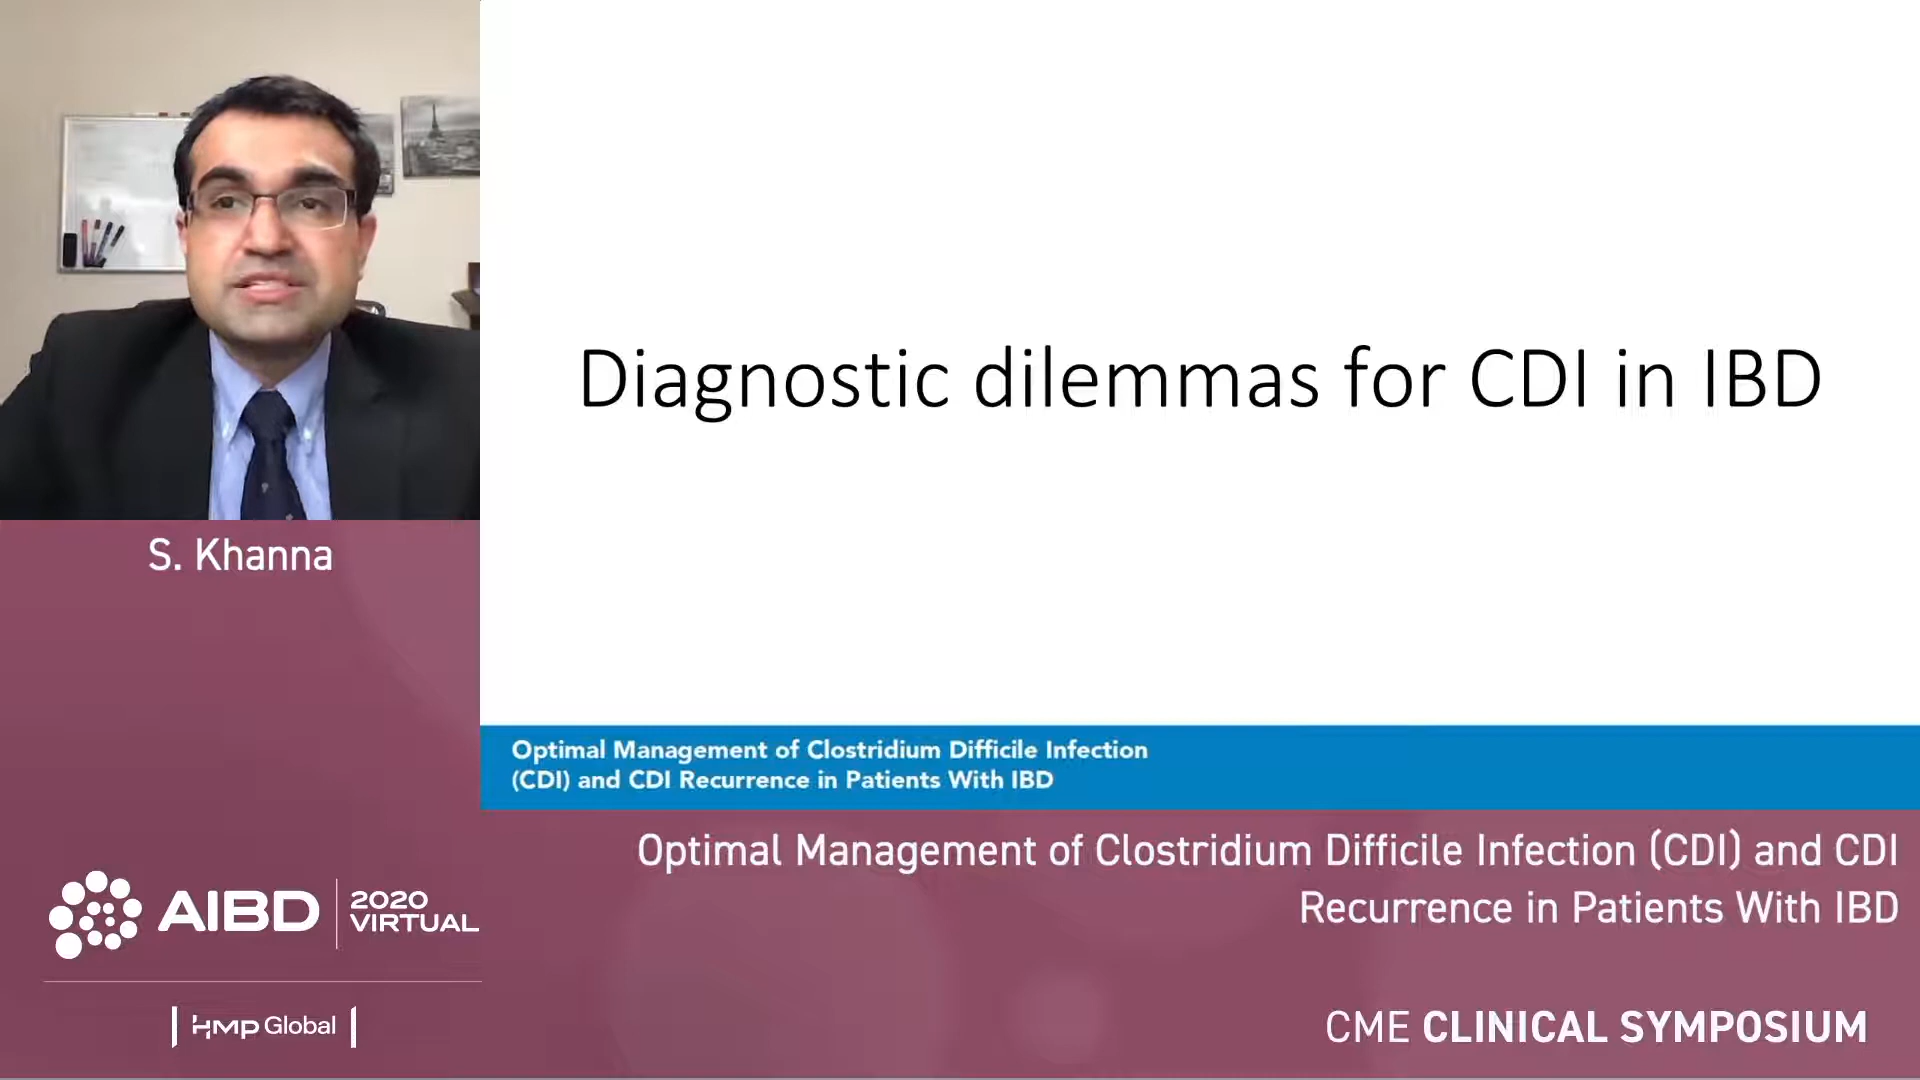 Diagnostic dilemmas for CDI in IBD
S. Khanna
Optimal Management of Clostridium Difficile Infection
(CDI) and CDI Recurrence in Patients With IBD
Optimal Management of Clostridium Difficile Infection (CDI) and CDI
Recurrence in Patients With IBD
AIBD 2020
VIRTUAL
HMP Global
CME CLINICAL SYMPOSIUM